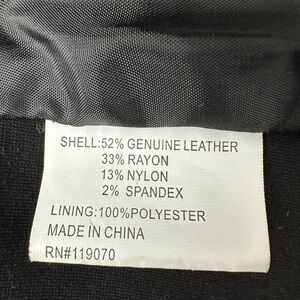 SHELL:52% GENUINE LEATHER
33% RAYON
13% NYLON
2% SPANDEX
LINING:100%POLYESTER
MADE IN CHINA
RN#119070